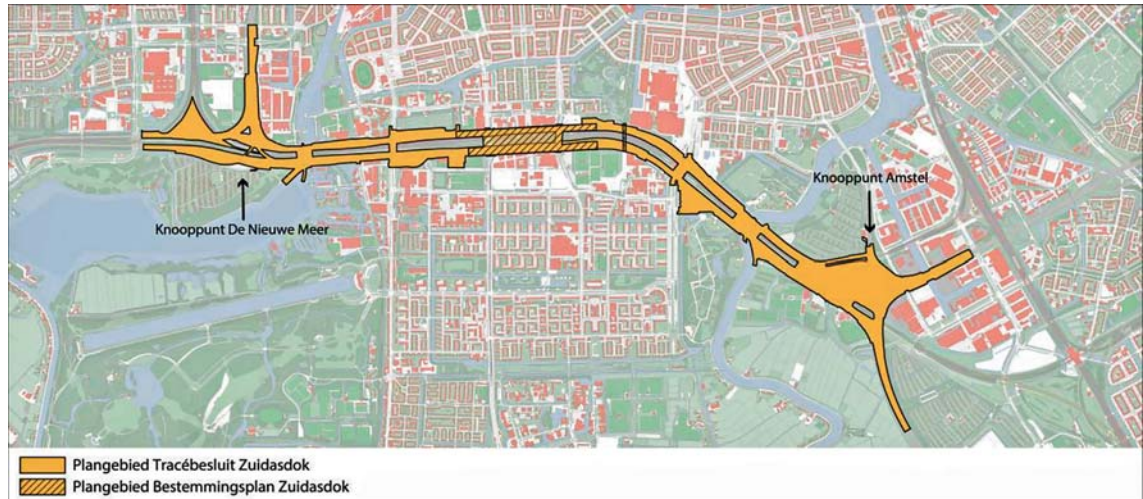 Knooppunt Amstel
Knooppunt De Nieuwe Meer
Plangebied Tracébesluit Zuidasdok
Plangebied Bestemmingsplan Zuidasdok